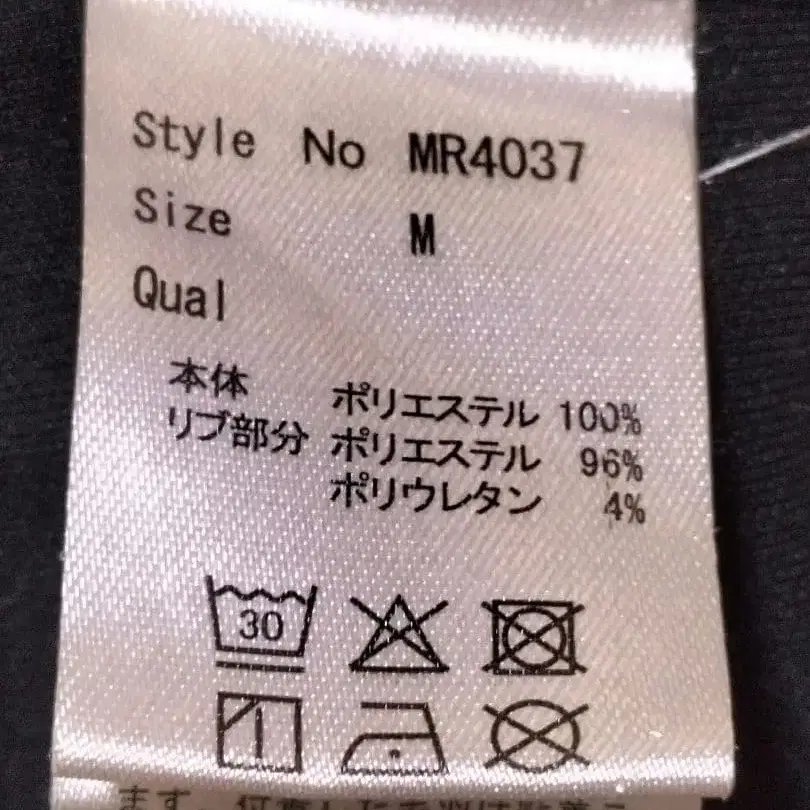 Style No MR4037
Size M
Qual
本体 ポリエステル 100%
リブ部分 ポリエステル 96%
ポリウレタン 4%
30